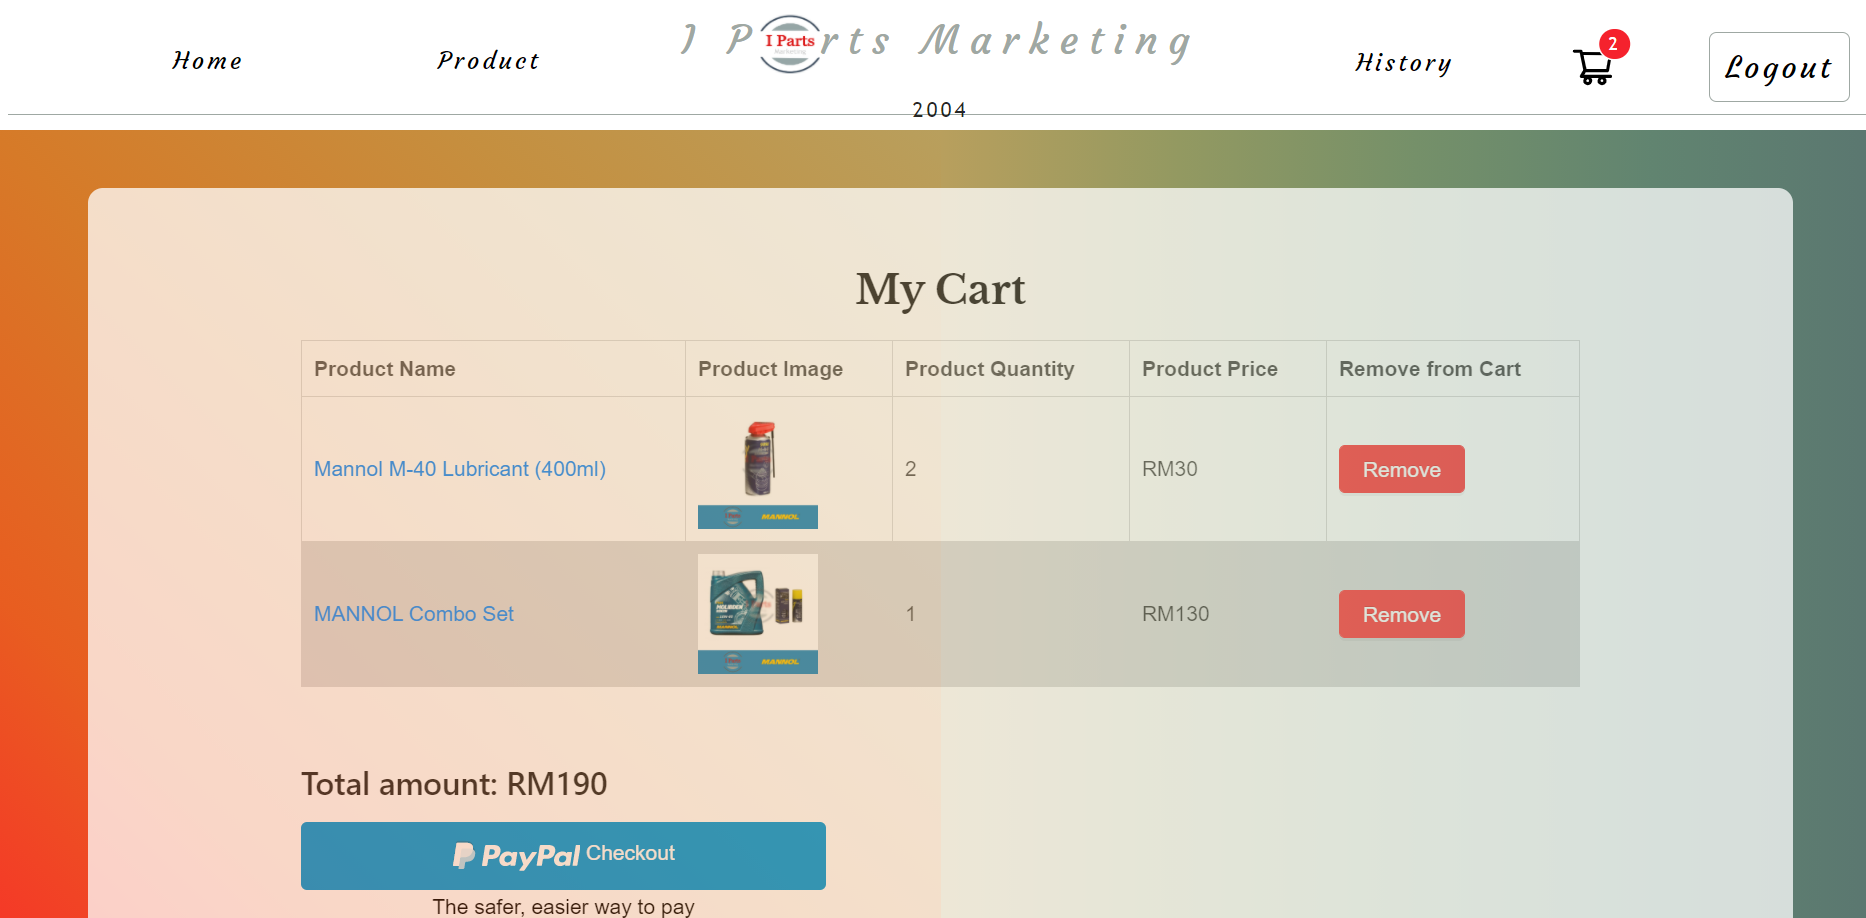 Home
Product
I P rts Marketing
I Parts
Marketing
2004
History
2
Logout
My Cart
Product Name
Product Image
Product Quantity
Product Price
Remove from Cart
Mannol M-40 Lubricant (400ml)
MANNOL
2
RM30
Remove
MANNOL Combo Set
MANNOL
1
RM130
Remove
Total amount: RM190
PayPal Checkout
The safer, easier way to pay